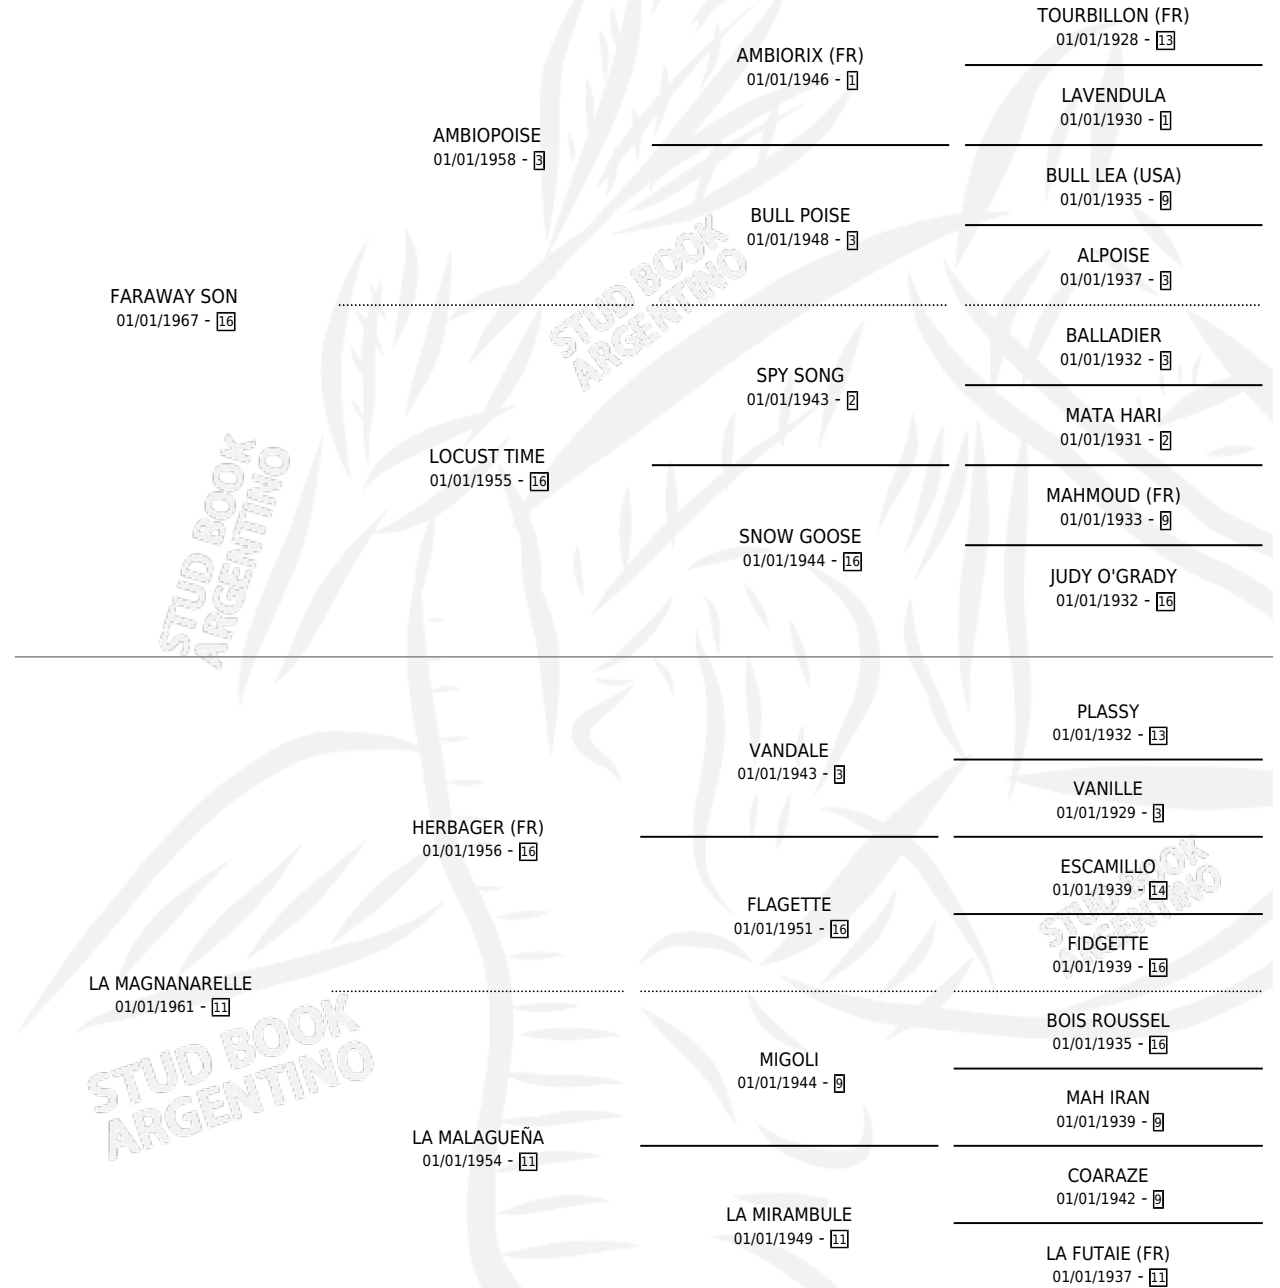 TOURBILLON (FR)
01/01/1928 - 13
AMBIORIX (FR)
01/01/1946 - 1
LAVENDULA
01/01/1930 - 1
AMBIOPOISE
01/01/1958 - 3
BULL LEA (USA)
01/01/1935 - 9
BULL POISE
01/01/1948 - 3
ALPOISE
01/01/1937 - 3
FARAWAY SON
01/01/1967 - 16
BALLADIER
01/01/1932 - 3
SPY SONG
01/01/1943 - 2
MATA HARI
01/01/1931 - 2
LOCUST TIME
01/01/1955 - 16
MAHMOUD (FR)
01/01/1933 - 9
SNOW GOOSE
01/01/1944 - 16
JUDY O'GRADY
01/01/1932 - 16
PLASSY
01/01/1932 - 13
VANDALE
01/01/1943 - 3
VANILLE
01/01/1929 - 3
HERBAGER (FR)
01/01/1956 - 16
ESCAMILLO
01/01/1939 - 14
FLAGETTE
01/01/1951 - 16
FIDGETTE
01/01/1939 - 16
LA MAGNANARELLE
01/01/1961 - 11
BOIS ROUSSEL
01/01/1935 - 16
MIGOLI
01/01/1944 - 9
MAH IRAN
01/01/1939 - 9
LA MALAGUEÑA
01/01/1954 - 11
COARAZE
01/01/1942 - 9
LA MIRAMBULE
01/01/1949 - 11
LA FUTAIE (FR)
01/01/1937 - 11
STUD BOOK
ARGENTINO
STUD BOOK
ARGENTINO
STUD BOOK
ARGENTINO
STUD BOOK
ARGENTINO